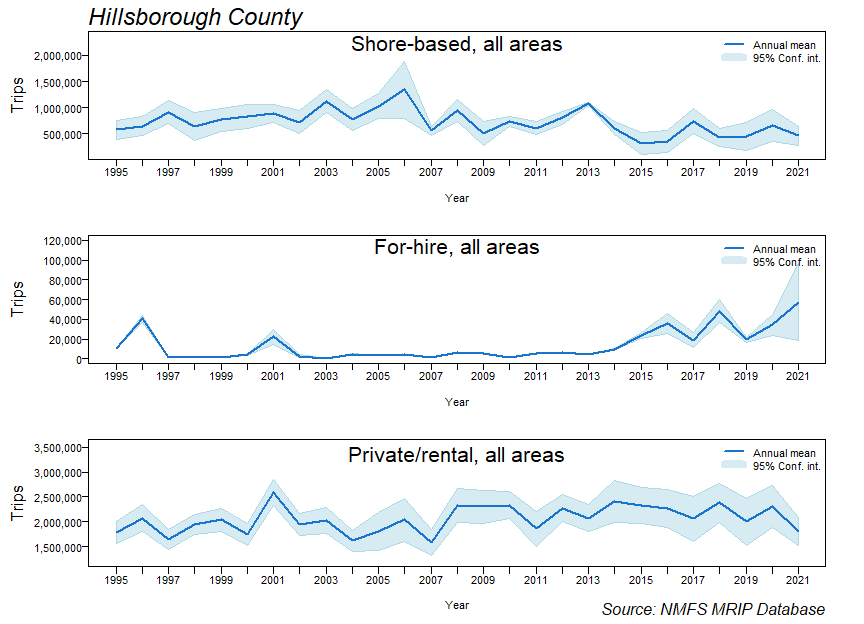 Hillsborough County
Shore-based, all areas
Annual mean
95% Conf. int.
Trips
2,000,000
1,500,000
1,000,000
500,000
1995 1997 1999 2001 2003 2005 2007 2009 2011 2013 2015 2017 2019 2021
Year
For-hire, all areas
Annual mean
95% Conf. int.
Trips
120,000
100,000
80,000
60,000
40,000
20,000
0
1995 1997 1999 2001 2003 2005 2007 2009 2011 2013 2015 2017 2019 2021
Year
Private/rental, all areas
Annual mean
95% Conf. int.
Trips
3,500,000
3,000,000
2,500,000
2,000,000
1,500,000
1995 1997 1999 2001 2003 2005 2007 2009 2011 2013 2015 2017 2019 2021
Year
Source: NMFS MRIP Database